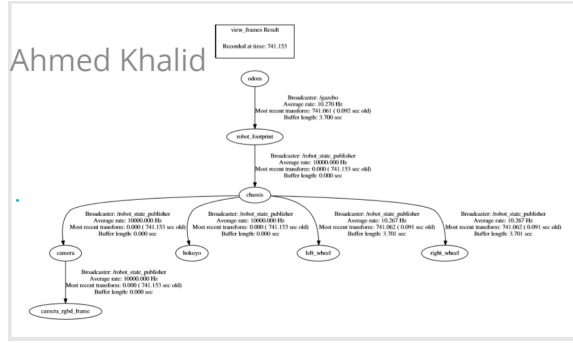 view_frames Result
Recorded at time: 741.153
Ahmed Khalid
odom
Broadcaster: /gazebo
Average rate: 10.270 Hz
Most recent transform: 741.061 ( 0.092 sec old)
Buffer length: 3.700 sec
robot_footprint
Broadcaster: /robot_state_publisher
Average rate: 10000.000 Hz
Most recent transform: 0.000 ( 741.153 sec old)
Buffer length: 0.000 sec
chassis
Broadcaster: /robot_state_publisher
Average rate: 10000.000 Hz
Most recent transform: 0.000 ( 741.153 sec old)
Buffer length: 0.000 sec
Broadcaster: /robot_state_publisher
Average rate: 10000.000 Hz
Most recent transform: 0.000 ( 741.153 sec old)
Buffer length: 0.000 sec
Broadcaster: /robot_state_publisher
Average rate: 10.267 Hz
Most recent transform: 741.062 ( 0.091 sec old)
Buffer length: 3.701 sec
Broadcaster: /robot_state_publisher
Average rate: 10.267 Hz
Most recent transform: 741.062 ( 0.091 sec old)
Buffer length: 3.701 sec
camera
hokuyo
left_wheel
right_wheel
Broadcaster: /robot_state_publisher
Average rate: 10000.000 Hz
Most recent transform: 0.000 ( 741.153 sec old)
Buffer length: 0.000 sec
camera_rgbd_frame